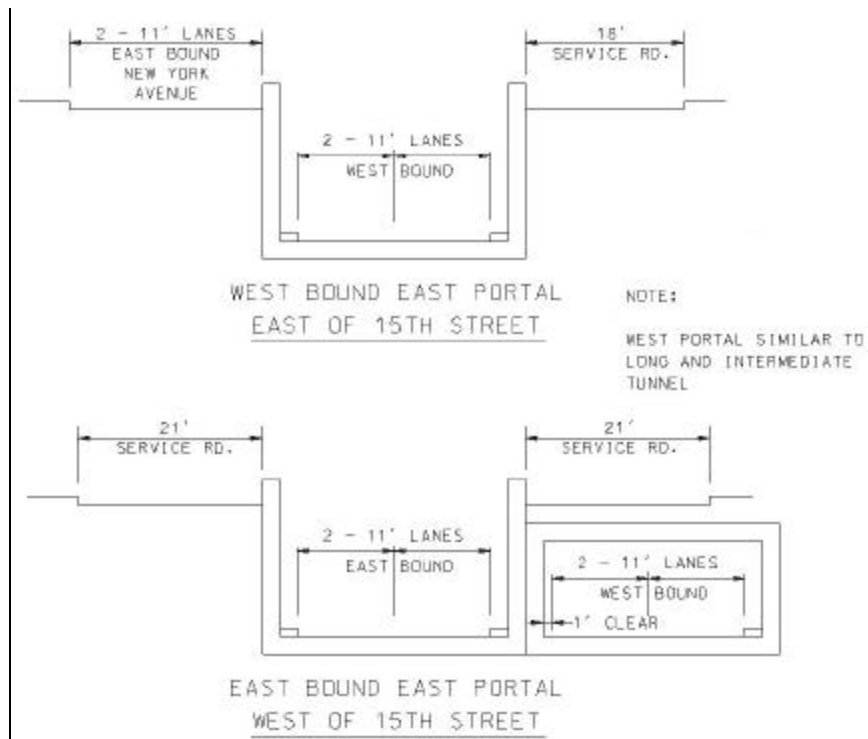 2 - 11' LANES
EAST BOUND
NEW YORK
AVENUE
18'
SERVICE RD.
2 - 11' LANES
WEST BOUND
WEST BOUND EAST PORTAL
EAST OF 15TH STREET
NOTE:
WEST PORTAL SIMILAR TO
LONG AND INTERMEDIATE
TUNNEL
21'
SERVICE RD.
21'
SERVICE RD.
2 - 11' LANES
EAST BOUND
2 - 11' LANES
WEST BOUND
1' CLEAR
EAST BOUND EAST PORTAL
WEST OF 15TH STREET